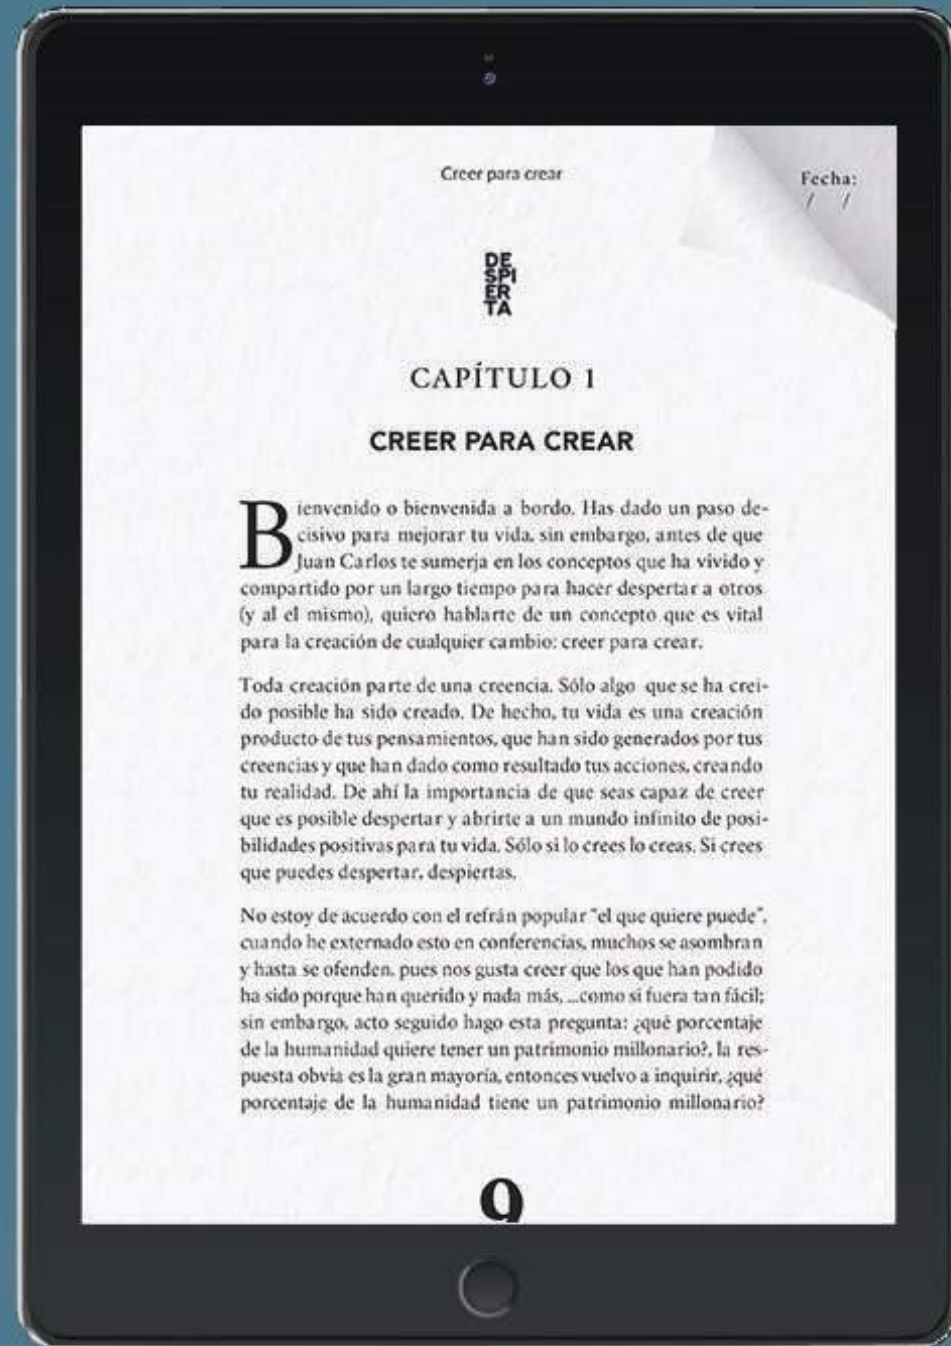 Creer para crear
Fecha:
/ /
DE
SPI
ER
TA
CAPÍTULO 1
CREER PARA CREAR
Bienvenido o bienvenida a bordo. Has dado un paso de-
cisivo para mejorar tu vida, sin embargo, antes de que
Juan Carlos te sumerja en los conceptos que ha vivido y
compartido por un largo tiempo para hacer despertar a otros
(y al el mismo), quiero hablarte de un concepto que es vital
para la creación de cualquier cambio: creer para crear.
Toda creación parte de una creencia. Sólo algo que se ha creí-
do posible ha sido creado. De hecho, tu vida es una creación
producto de tus pensamientos, que han sido generados por tus
creencias y que han dado como resultado tus acciones, creando
tu realidad. De ahí la importancia de que seas capaz de creer
que es posible despertar y abrirte a un mundo infinito de posi-
bilidades positivas para tu vida. Sólo si lo crees lo creas. Si crees
que puedes despertar, despiertas.
No estoy de acuerdo con el refrán popular "el que quiere puede",
cuando he externado esto en conferencias, muchos se asombran
y hasta se ofenden, pues nos gusta creer que los que han podido
ha sido porque han querido y nada más, ...como si fuera tan fácil;
sin embargo, acto seguido hago esta pregunta: ¿qué porcentaje
de la humanidad quiere tener un patrimonio millonario?, la res-
puesta obvia es la gran mayoría, entonces vuelvo a inquirir, ¿qué
porcentaje de la humanidad tiene un patrimonio millonario?
9